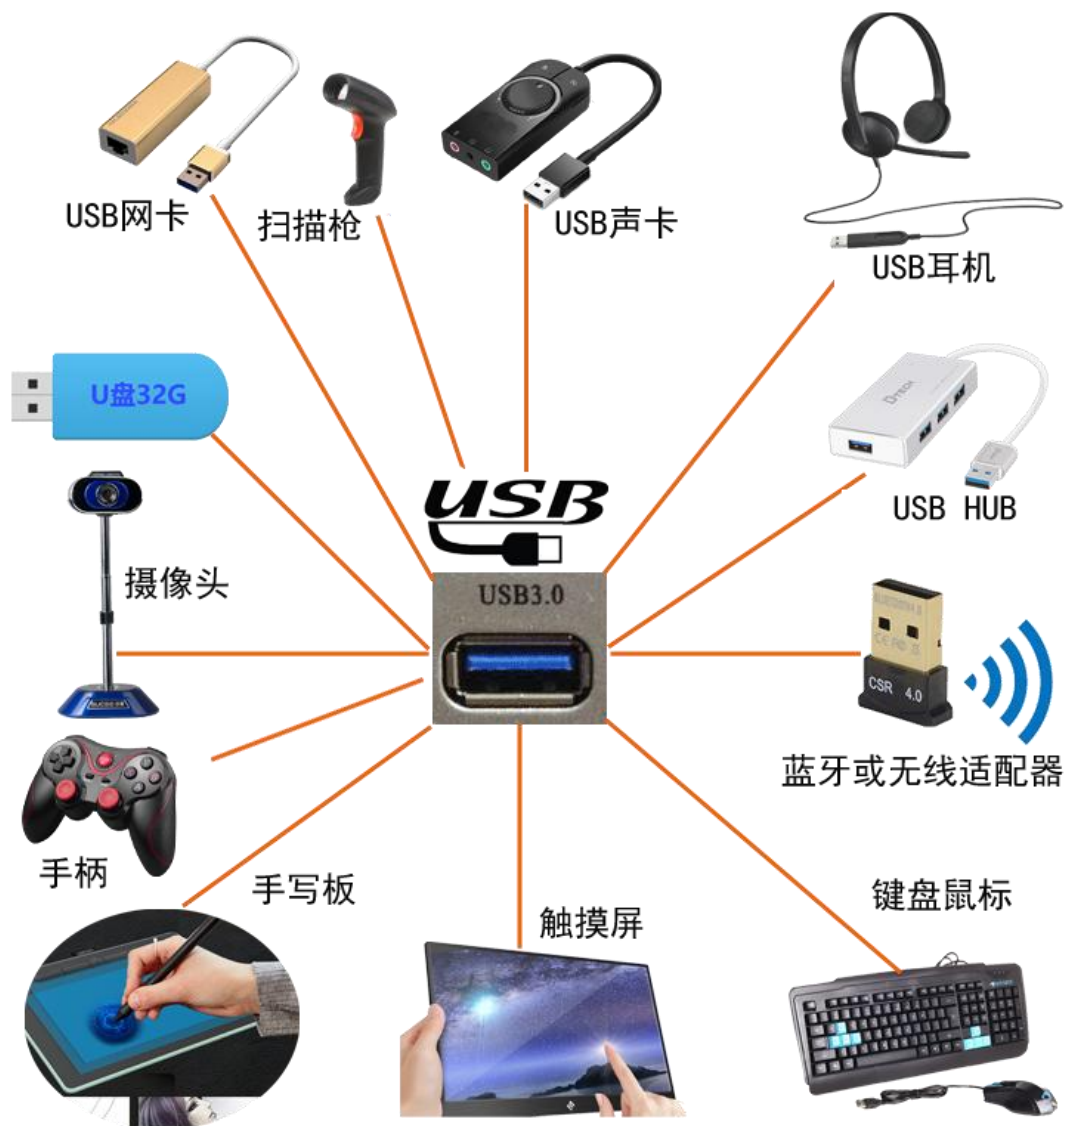 USB网卡
扫描枪
USB声卡
USB耳机
U盘32G
DTECH
USB HUB
USB
USB3.0
摄像头
CSR 4.0
蓝牙或无线适配器
手柄
手写板
触摸屏
键盘鼠标